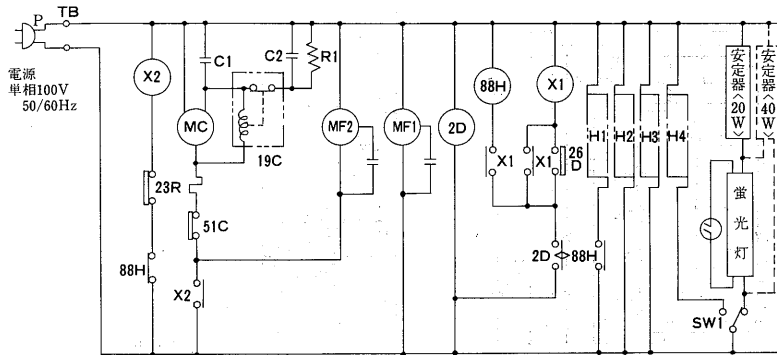 P
TB
電源
単相100V
50/60Hz
X2
C1
C2
R1
MC
19C
23R
51C
88H
X2
MF2
MF1
2D
88H
X1
X1
X1
26
D
2D
88H
H1
H2
H3
H4
安定器〈20W〉
安定器〈40W〉
蛍光灯
SW1